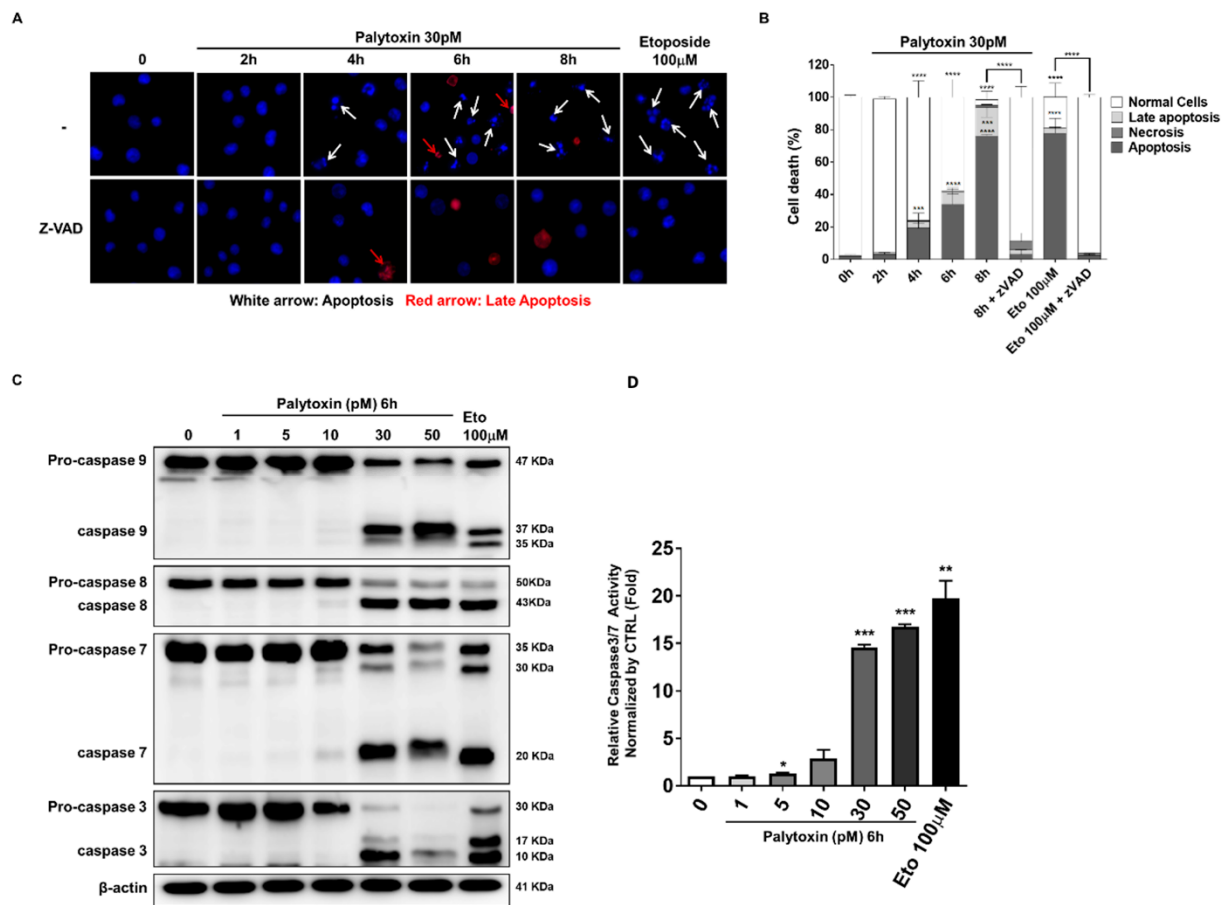 A
Palytoxin 30pM
Etoposide
0 2h 4h 6h 8h 100μM
-
Z-VAD
White arrow: Apoptosis Red arrow: Late Apoptosis
B
Palytoxin 30pM
Cell death (%)
120
100
80
60
40
20
0
**** **** **** **** **** ****
*** **** **** *** **** ****
Normal Cells
Late apoptosis
Necrosis
Apoptosis
0h 2h 4h 6h 8h 8h + zVAD Eto 100μM Eto 100μM + zVAD
C
Palytoxin (pM) 6h
Eto
0 1 5 10 30 50 100μM
Pro-caspase 9 47 KDa
caspase 9 37 KDa
35 KDa
Pro-caspase 8 50KDa
caspase 8 43KDa
Pro-caspase 7 35 KDa
30 KDa
caspase 7 20 KDa
Pro-caspase 3 30 KDa
17 KDa
caspase 3 10 KDa
β-actin 41 KDa
D
Relative Caspase3/7 Activity
Normalized by CTRL (Fold)
25
20
15
10
5
0
* *** *** **
0 1 5 10 30 50 Eto 100μM
Palytoxin (pM) 6h